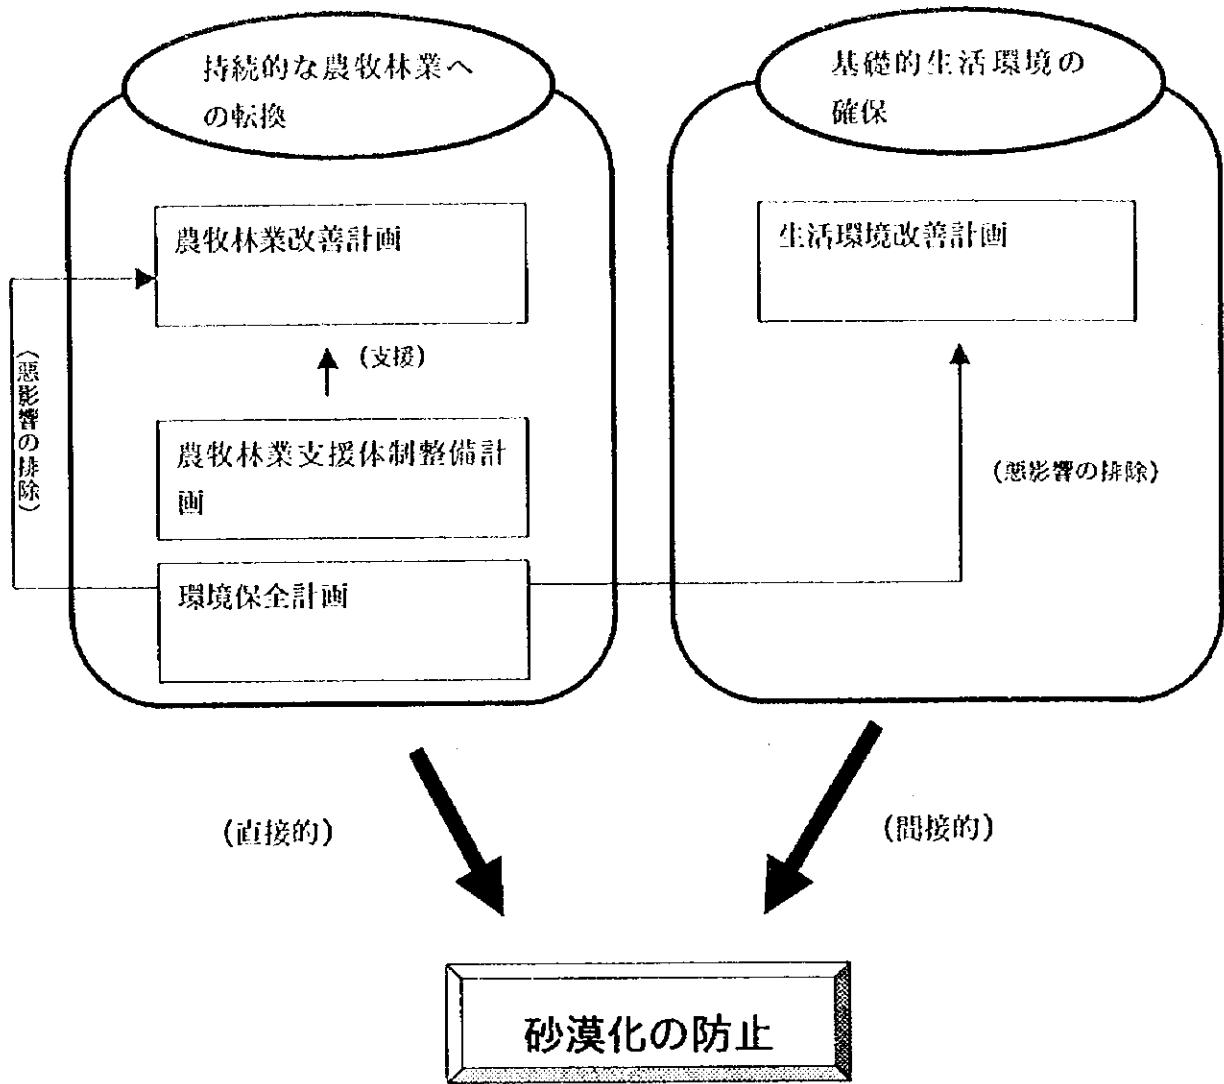 持続的な農牧林業へ
の転換
農牧林業改善計画
(支援)
農牧林業支援体制整備計
画
環境保全計画
(悪影響の排除)
基礎的生活環境の
確保
生活環境改善計画
(悪影響の排除)
(直接的)
(間接的)
砂漠化の防止